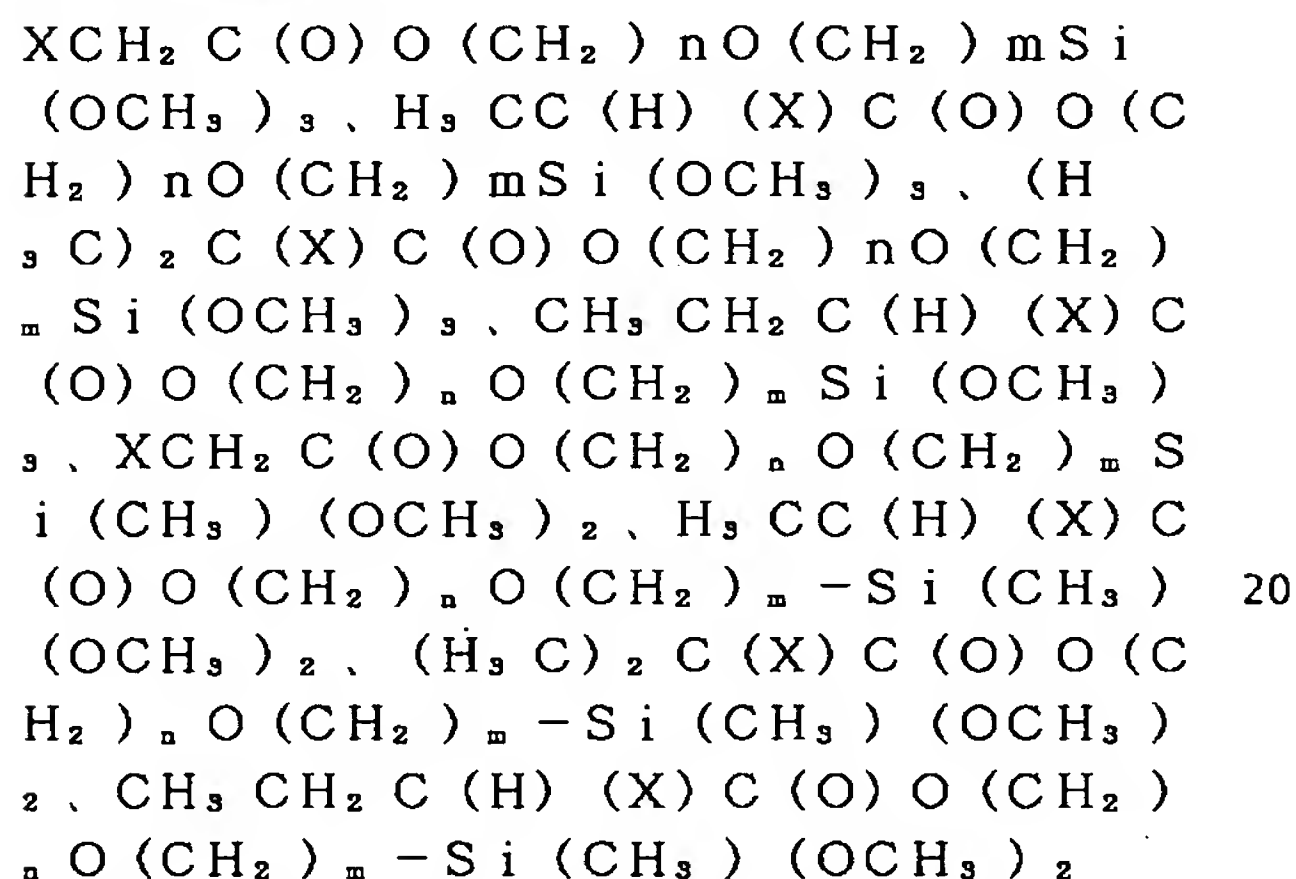 XCH₂C(O)O(CH₂)nO(CH₂)mSi
(OCH₃)₃、H₃CC(H)(X)C(O)O(C
H₂)nO(CH₂)mSi(OCH₃)₃、(H
₃C)₂C(X)C(O)O(CH₂)nO(CH₂)
ₘSi(OCH₃)₃、CH₃CH₂C(H)(X)C
(O)O(CH₂)ₙO(CH₂)ₘSi(OCH₃)
₃、XCH₂C(O)O(CH₂)ₙO(CH₂)ₘS
i(CH₃)(OCH₃)₂、H₃CC(H)(X)C
(O)O(CH₂)ₙO(CH₂)ₘ-Si(CH₃) 20
(OCH₃)₂、(H₃C)₂C(X)C(O)O(C
H₂)ₙO(CH₂)ₘ-Si(CH₃)(OCH₃)
₂、CH₃CH₂C(H)(X)C(O)O(CH₂)
ₙO(CH₂)ₘ-Si(CH₃)(OCH₃)₂